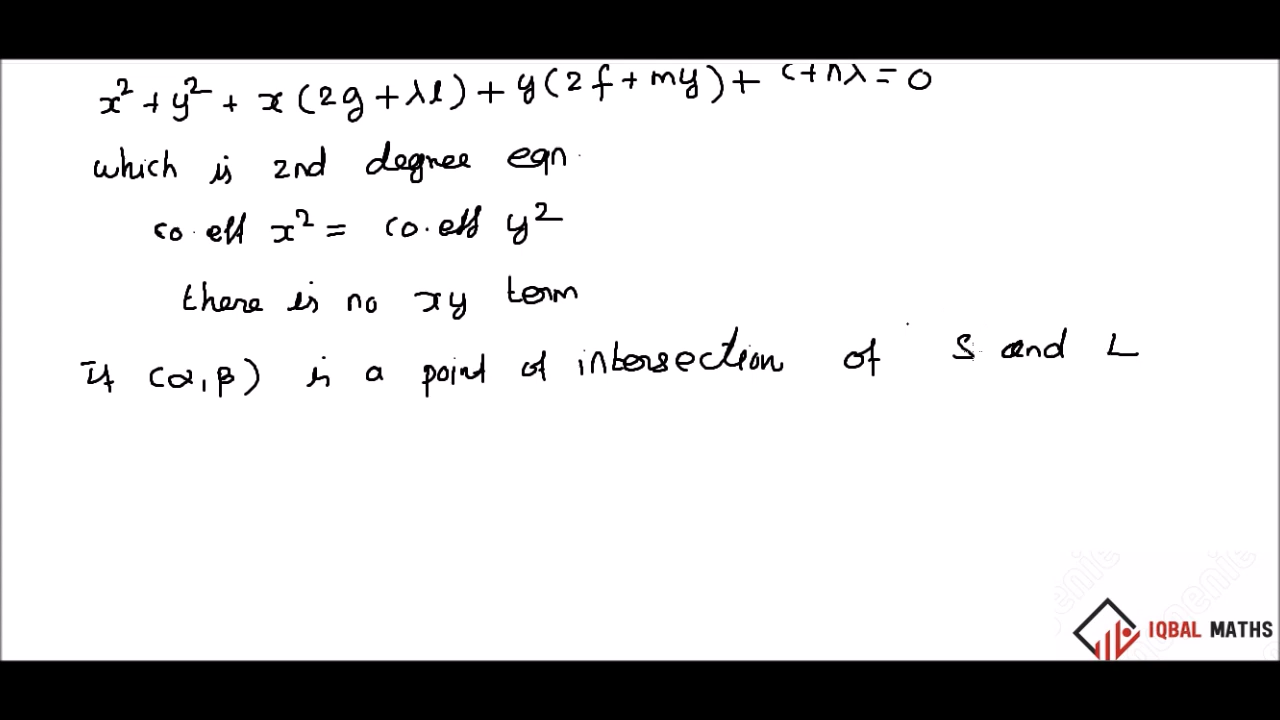 x² + y² + x (2g + λl) + y (2f + my) + c + nλ = 0
which is 2nd degree eqn
co. eff x² = co. eff y²
there is no xy term
If (α, β) is a point of intersection of S and L
IQBAL MATHS